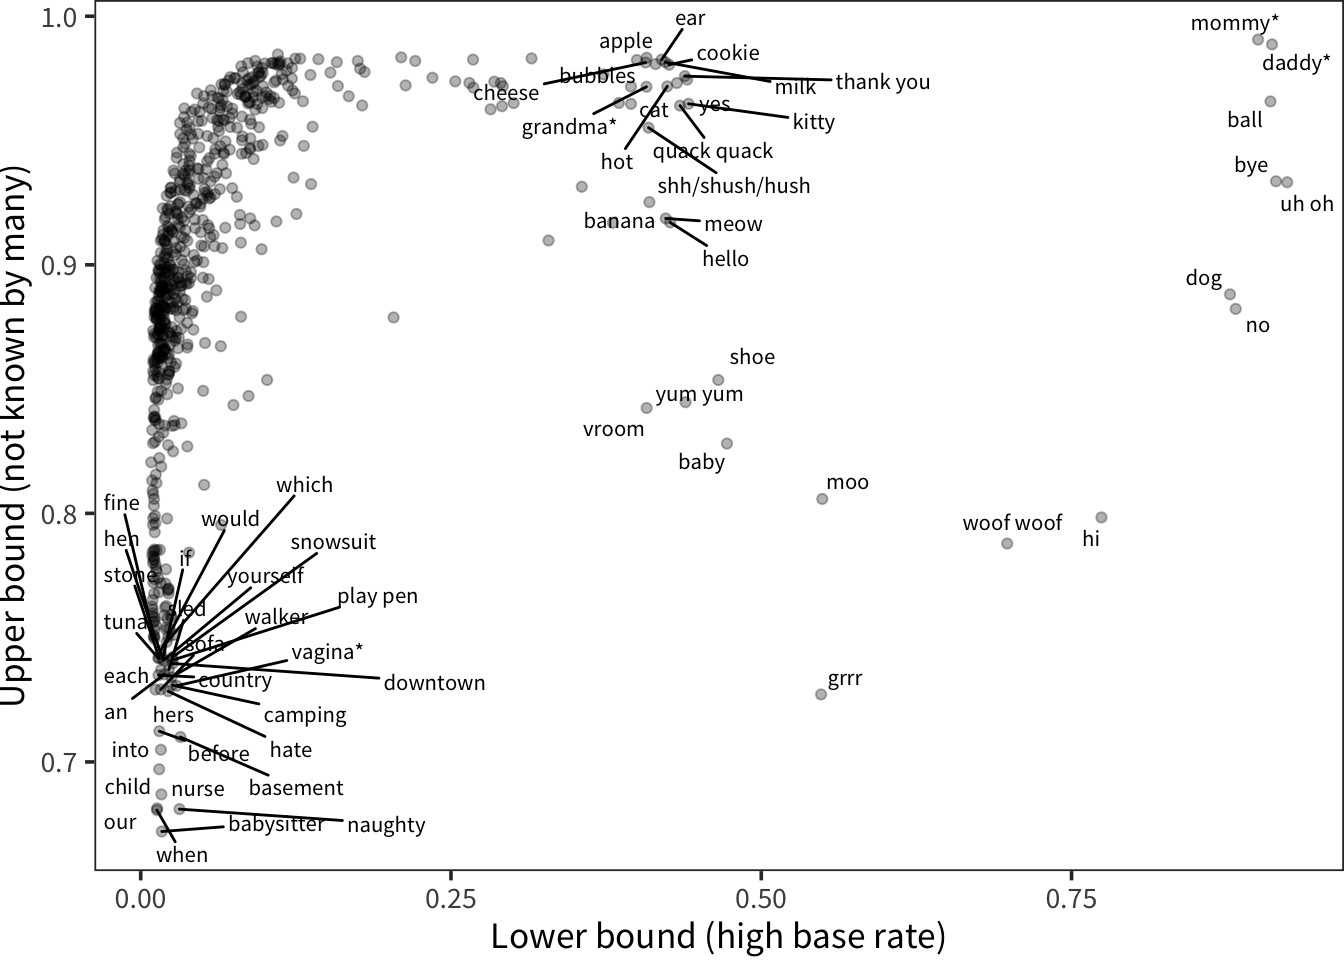 1.0
0.9
0.8
0.7
Upper bound (not known by many)
ear
mommy*
apple
cookie
daddy*
bubbles
thank you
milk
cheese
cat
yes
ball
grandma*
kitty
quack quack
hot
bye
shh/shush/hush
uh oh
banana
meow
hello
dog
no
shoe
yum yum
vroom
baby
moo
which
fine
would
woof woof
hen
hi
snowsuit
if
stone
yourself
play pen
sled
walker
tuna
sofa
vagina*
each
country
grrr
downtown
an
hers
camping
into
before
hate
child
nurse
basement
our
babysitter
naughty
when
0.00
0.25
0.50
0.75
Lower bound (high base rate)